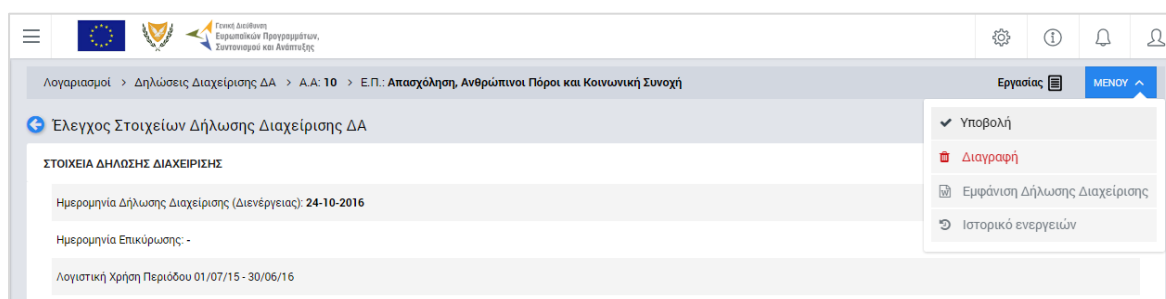 Γενική Διεύθυνση
Ευρωπαϊκών Προγραμμάτων,
Συντονισμού και Ανάπτυξης
Λογαριασμοί > Δηλώσεις Διαχείρισης ΔΑ > Α.Α: 10 > Ε.Π.: Απασχόληση, Ανθρώπινοι Πόροι και Κοινωνική Συνοχή
Εργασίας
ΜΕΝΟΥ
Έλεγχος Στοιχείων Δήλωσης Διαχείρισης ΔΑ
Υποβολή
Διαγραφή
Εμφάνιση Δήλωσης Διαχείρισης
Ιστορικό ενεργειών
ΣΤΟΙΧΕΙΑ ΔΗΛΩΣΗΣ ΔΙΑΧΕΙΡΙΣΗΣ
Ημερομηνία Δήλωσης Διαχείρισης (Διενέργειας): 24-10-2016
Ημερομηνία Επικύρωσης: -
Λογιστική Χρήση Περιόδου 01/07/15 - 30/06/16